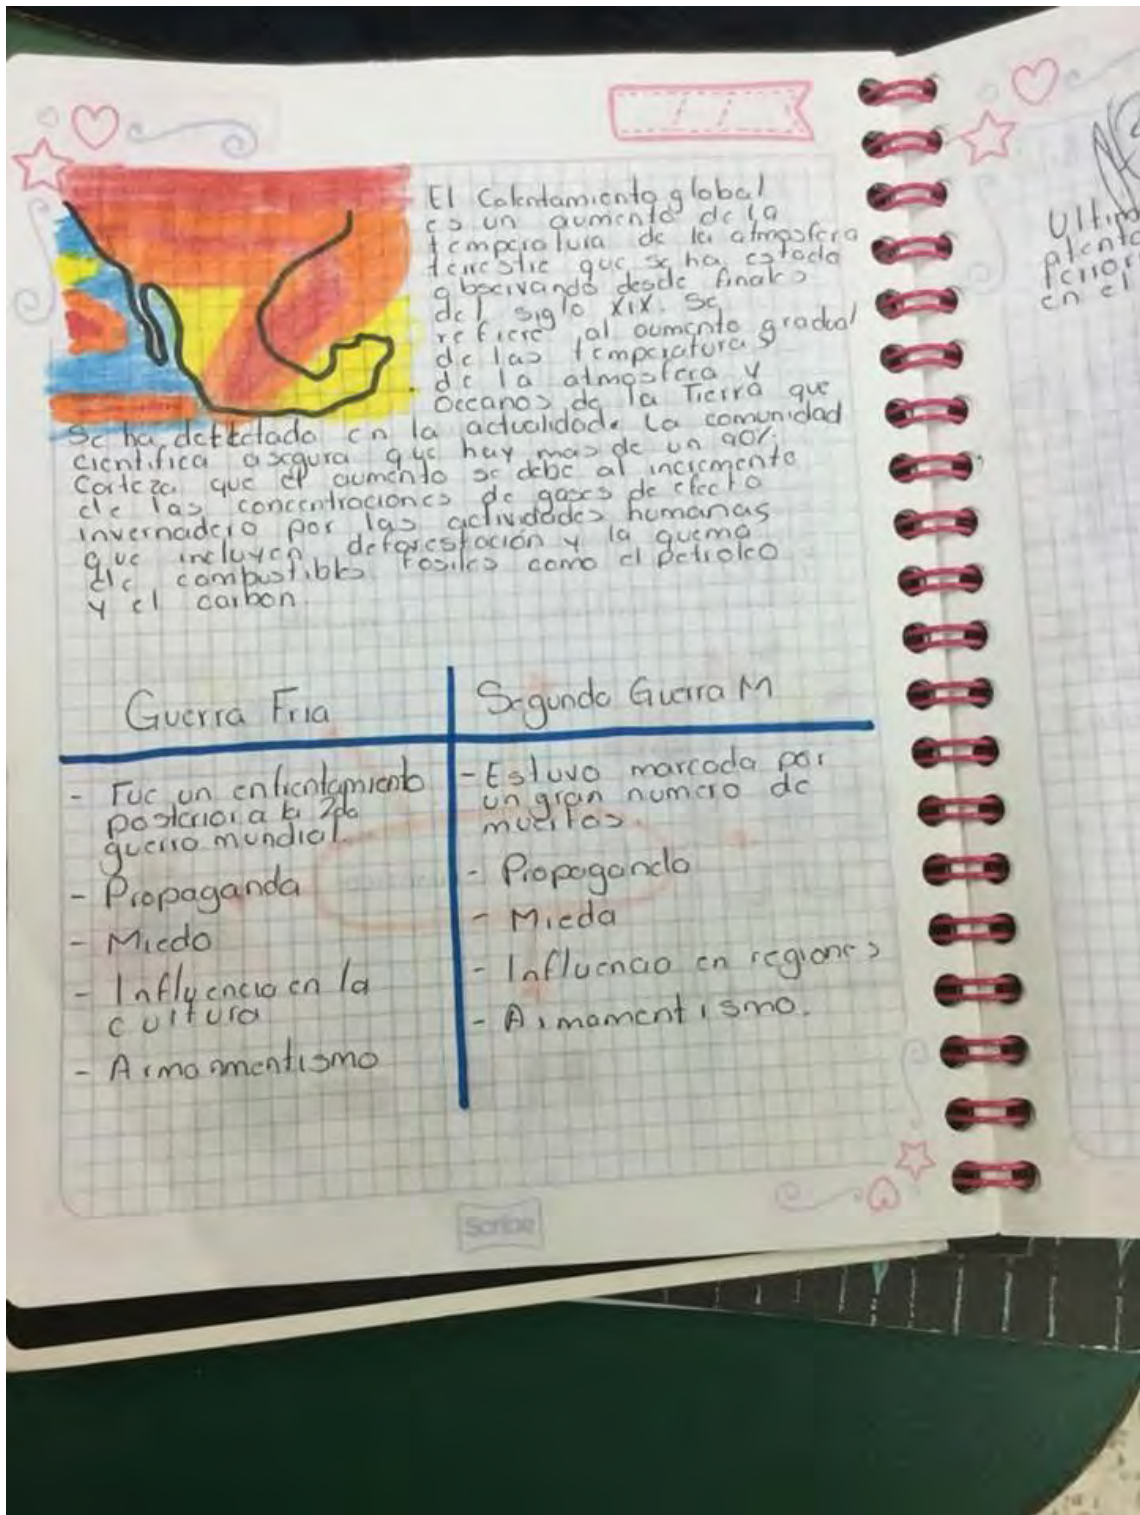 El Calentamiento global
es un aumento de la
temperatura de la atmosfera
terrestre que se ha estado
observando desde finales
del siglo XIX. Se
refiere al aumento gradual
de las temperaturas
de la atmosfera y
Oceanos de la Tierra que
Se ha detectado en la actualidad. La comunidad
cientifica asegura que hay mas de un 90%
Corteza que el aumento se debe al incremento
de las concentraciones de gases de efecto
invernadero por las actividades humanas
que incluyen deforestación y la quema
de combustibles fosiles como el petroleo
y el carbon.
Guerra Fria
- Fue un enfrentamiento
posterior a la 2da
guerra mundial.
- Propaganda
- Miedo
- Influencia en la
cultura
- Armamentismo
Segunda Guerra M
- Estuvo marcada por
un gran numero de
muertos.
- Propaganda
- Mieda
- Influencia en regiones
- Armamentismo.
Scribe
Ultim
en el